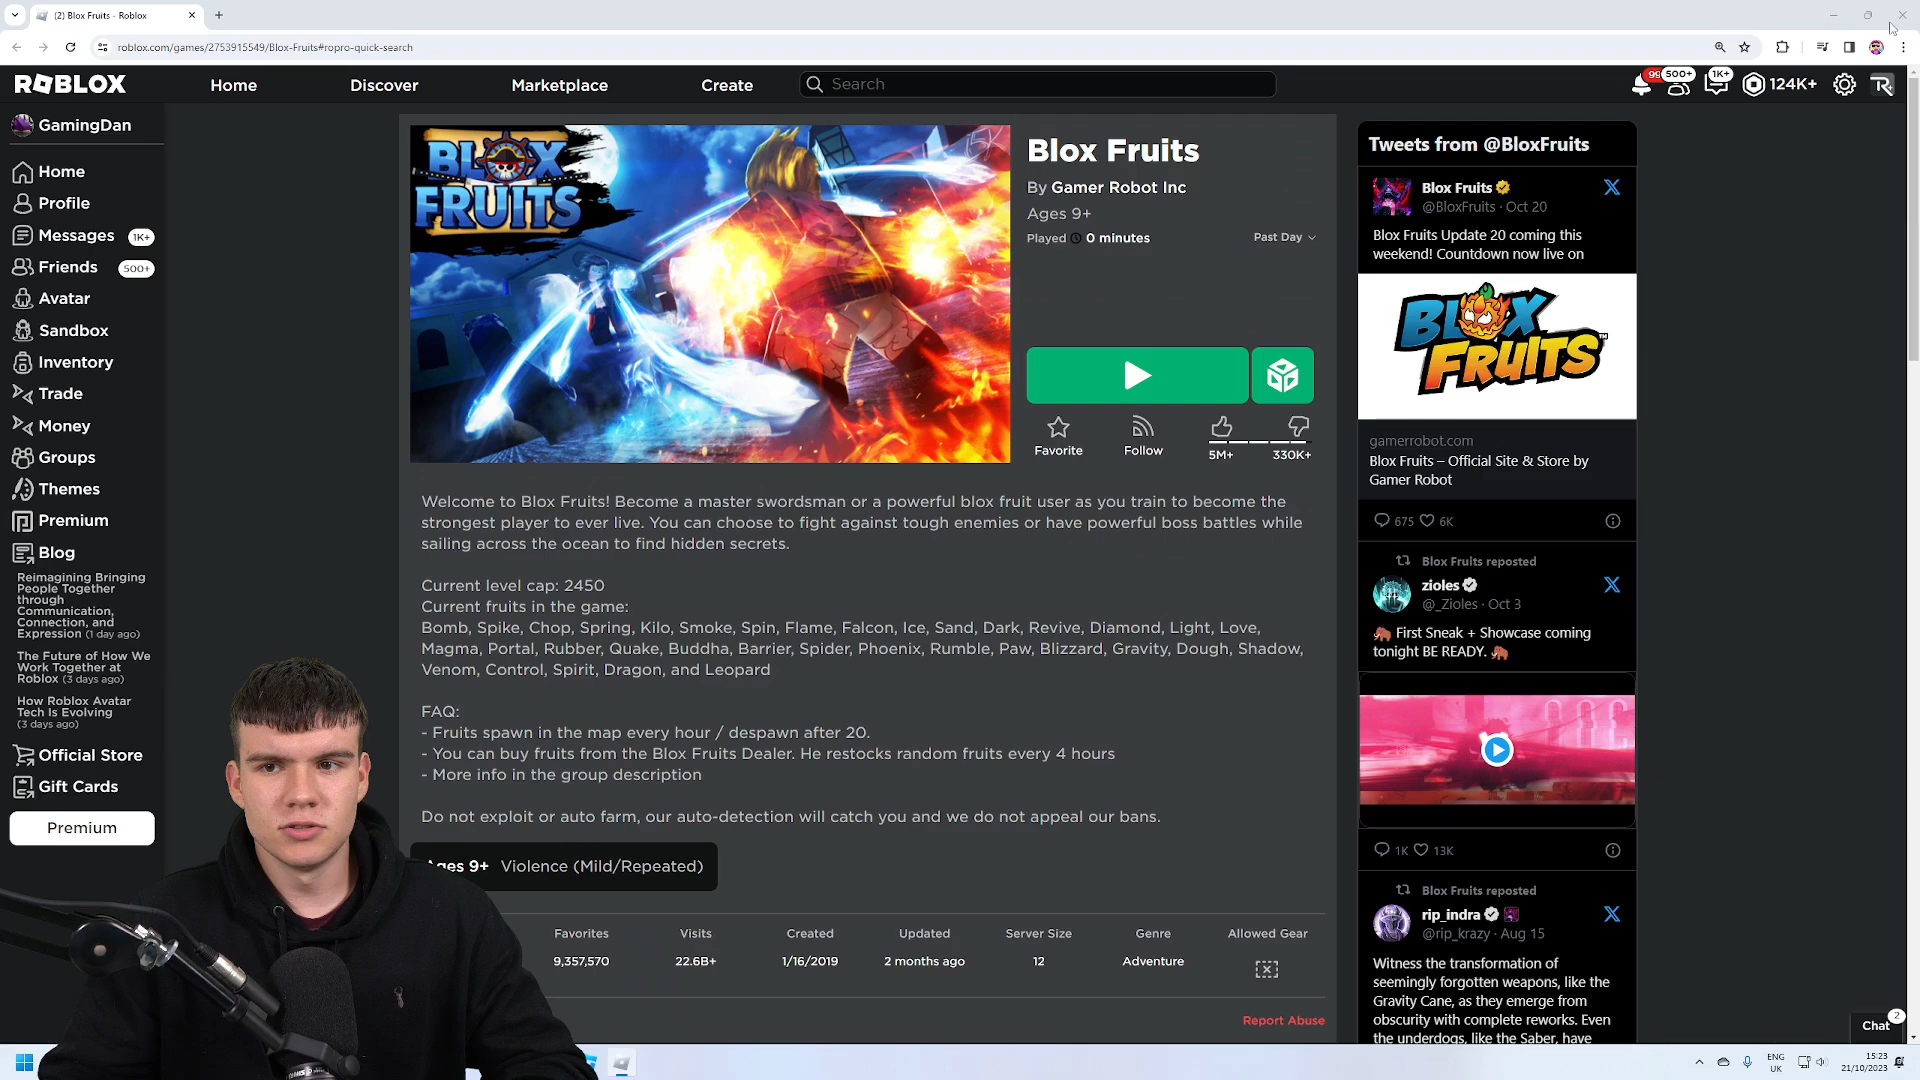 (2) Blox Fruits - Roblox
roblox.com/games/2753915549/Blox-Fruits#ropro-quick-search
ROBLOX
Home
Discover
Marketplace
Create
Search
99
500+
1K+
124K+
GamingDan
Home
Profile
Messages 1K+
Friends 500+
Avatar
Sandbox
Inventory
Trade
Money
Groups
Themes
Premium
Blog
Reimagining Bringing
People Together
through
Communication,
Connection, and
Expression (1 day ago)
The Future of How We
Work Together at
Roblox (3 days ago)
How Roblox Avatar
Tech Is Evolving
(3 days ago)
Official Store
Gift Cards
Premium
BLOX
FRUITS
Blox Fruits
By Gamer Robot Inc
Ages 9+
Played 0 minutes
Past Day
Favorite
Follow
5M+
330K+
Welcome to Blox Fruits! Become a master swordsman or a powerful blox fruit user as you train to become the
strongest player to ever live. You can choose to fight against tough enemies or have powerful boss battles while
sailing across the ocean to find hidden secrets.
Current level cap: 2450
Current fruits in the game:
Bomb, Spike, Chop, Spring, Kilo, Smoke, Spin, Flame, Falcon, Ice, Sand, Dark, Revive, Diamond, Light, Love,
Magma, Portal, Rubber, Quake, Buddha, Barrier, Spider, Phoenix, Rumble, Paw, Blizzard, Gravity, Dough, Shadow,
Venom, Control, Spirit, Dragon, and Leopard
FAQ:
- Fruits spawn in the map every hour / despawn after 20.
- You can buy fruits from the Blox Fruits Dealer. He restocks random fruits every 4 hours
- More info in the group description
Do not exploit or auto farm, our auto-detection will catch you and we do not appeal our bans.
Ages 9+ Violence (Mild/Repeated)
Favorites Visits Created Updated Server Size Genre Allowed Gear
9,357,570 22.6B+ 1/16/2019 2 months ago 12 Adventure
Report Abuse
Tweets from @BloxFruits
Blox Fruits
@BloxFruits · Oct 20
Blox Fruits Update 20 coming this
weekend! Countdown now live on
BLOX
FRUITS™
gamerrobot.com
Blox Fruits – Official Site & Store by
Gamer Robot
675 6K
Blox Fruits reposted
zioles
@_Zioles · Oct 3
🦣 First Sneak + Showcase coming
tonight BE READY. 🦣
1K 13K
Blox Fruits reposted
rip_indra
@rip_krazy · Aug 15
Witness the transformation of
seemingly forgotten weapons, like the
Gravity Cane, as they emerge from
obscurity with complete reworks. Even
the underdogs, like the Saber, have
Chat 2
ENG
UK
15:23
21/10/2023